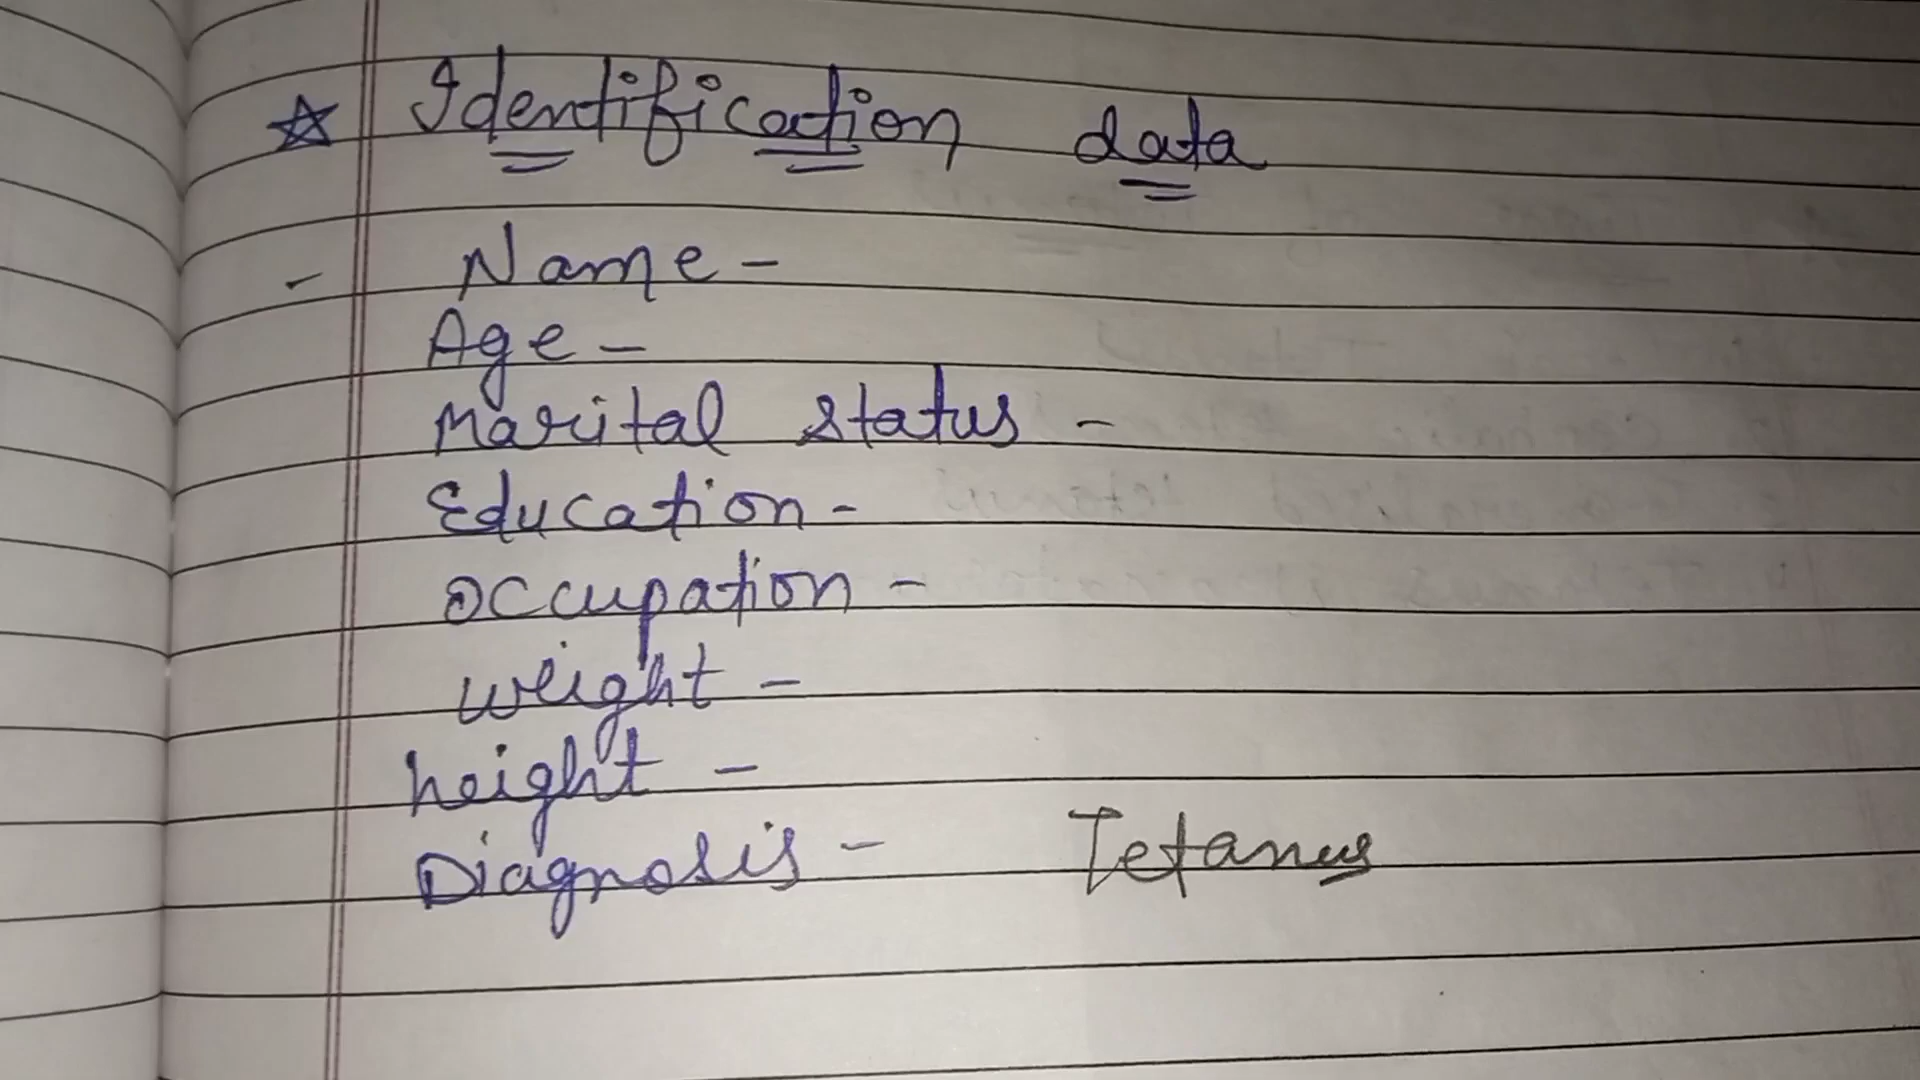 ☆ Identification data
- Name -
Age -
Marital status -
Education -
Occupation -
weight -
height -
Diagnosis - Tetanus